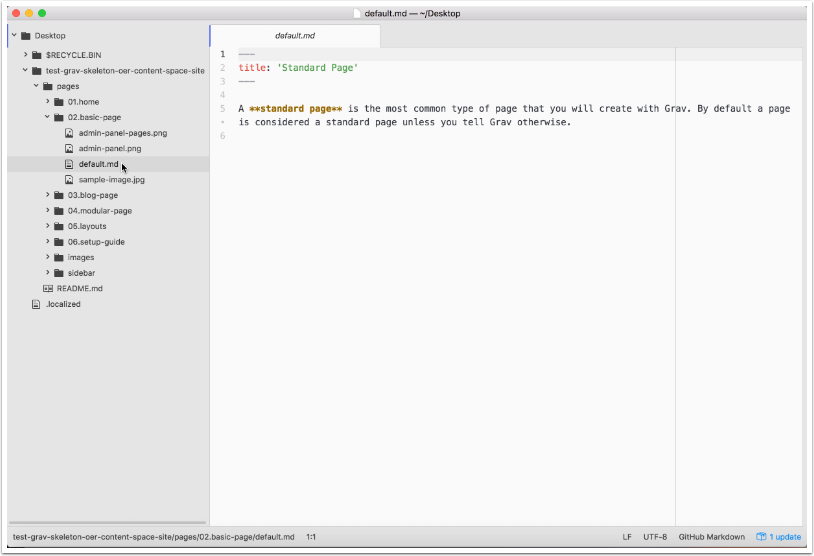 default.md — ~/Desktop
Desktop
$RECYCLE.BIN
test-grav-skeleton-oer-content-space-site
pages
01.home
02.basic-page
admin-panel-pages.png
admin-panel.png
default.md
sample-image.jpg
03.blog-page
04.modular-page
05.layouts
06.setup-guide
images
sidebar
README.md
.localized
default.md
1 ---
2 title: 'Standard Page'
3 ---
4
5 A **standard page** is the most common type of page that you will create with Grav. By default a page
• is considered a standard page unless you tell Grav otherwise.
6
test-grav-skeleton-oer-content-space-site/pages/02.basic-page/default.md 1:1 LF UTF-8 GitHub Markdown 1 update